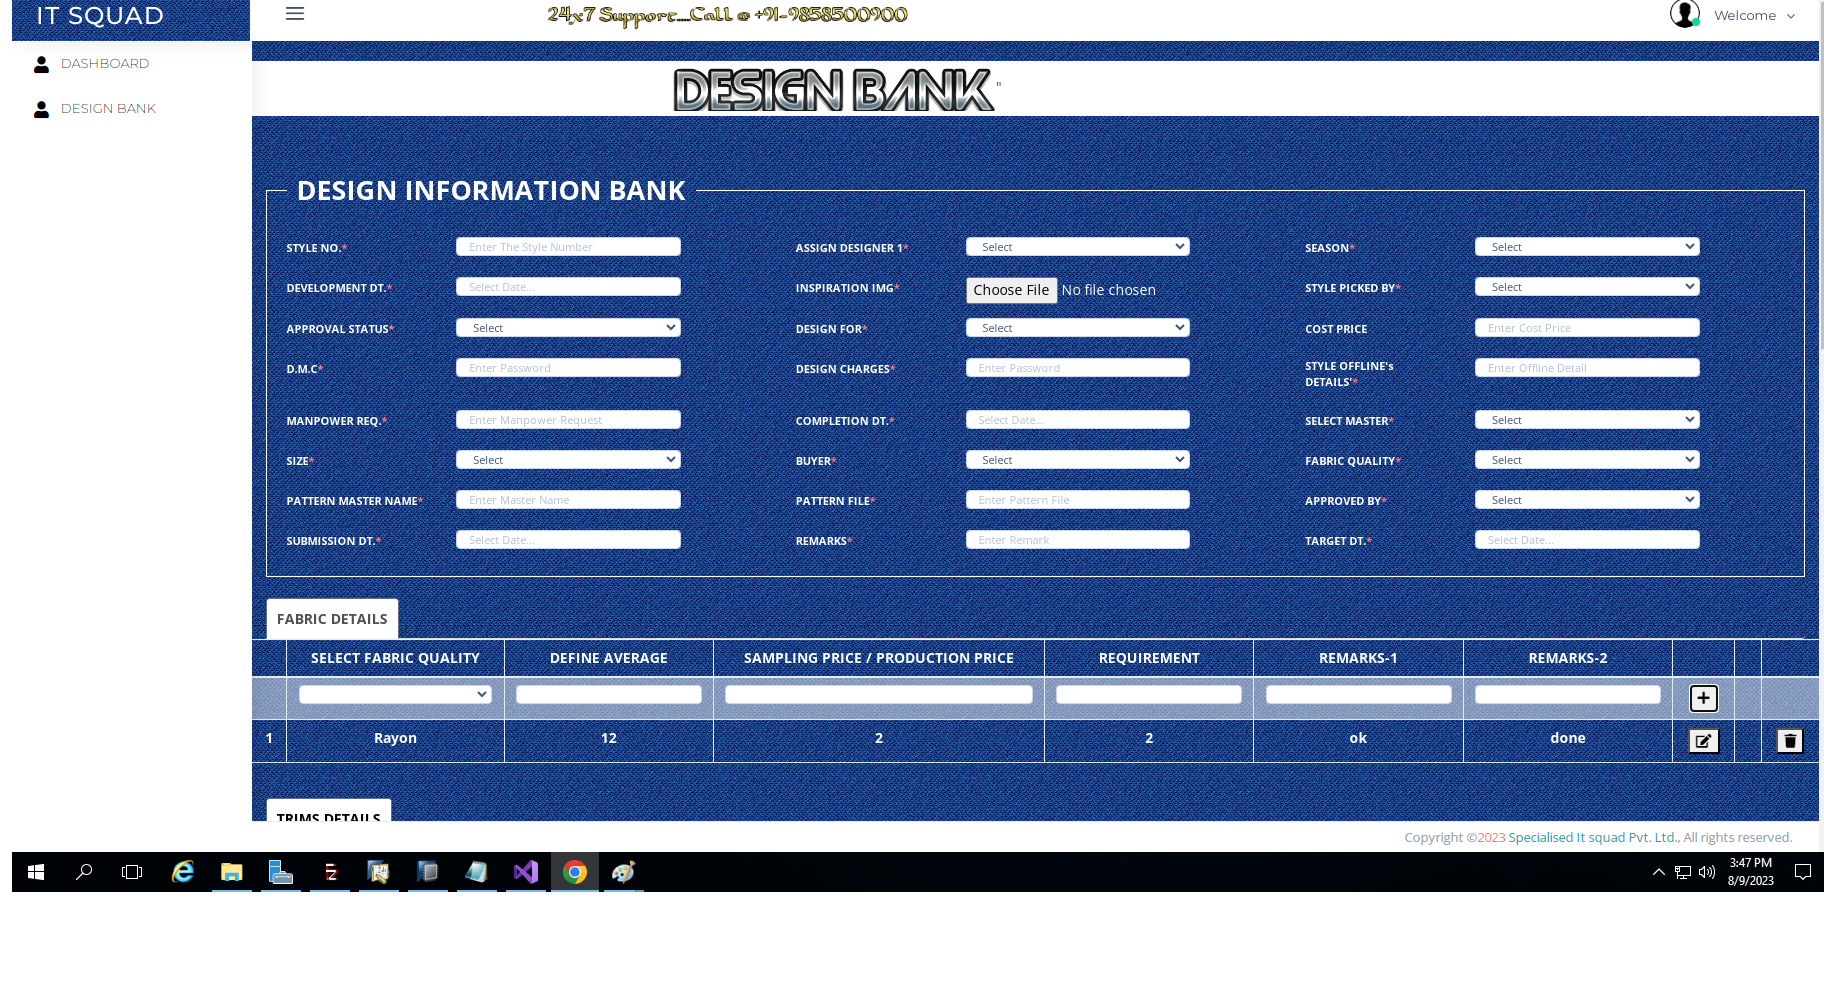 IT SQUAD
24x7 Support....Call @ +91-9858500900
Welcome
DASHBOARD
DESIGN BANK
DESIGN BANK "
DESIGN INFORMATION BANK
STYLE NO.* Enter The Style Number ASSIGN DESIGNER 1* Select SEASON* Select
DEVELOPMENT DT.* Select Date... INSPIRATION IMG* Choose File No file chosen STYLE PICKED BY* Select
APPROVAL STATUS* Select DESIGN FOR* Select COST PRICE Enter Cost Price
D.M.C* Enter Password DESIGN CHARGES* Enter Password STYLE OFFLINE's Enter Offline Detail
DETAILS'*
MANPOWER REQ.* Enter Manpower Request COMPLETION DT.* Select Date... SELECT MASTER* Select
SIZE* Select BUYER* Select FABRIC QUALITY* Select
PATTERN MASTER NAME* Enter Master Name PATTERN FILE* Enter Pattern File APPROVED BY* Select
SUBMISSION DT.* Select Date... REMARKS* Enter Remark TARGET DT.* Select Date...
FABRIC DETAILS
SELECT FABRIC QUALITY DEFINE AVERAGE SAMPLING PRICE / PRODUCTION PRICE REQUIREMENT REMARKS-1 REMARKS-2
1 Rayon 12 2 2 ok done
TRIMS DETAILS
Copyright ©2023 Specialised It squad Pvt. Ltd., All rights reserved.
3:47 PM
8/9/2023